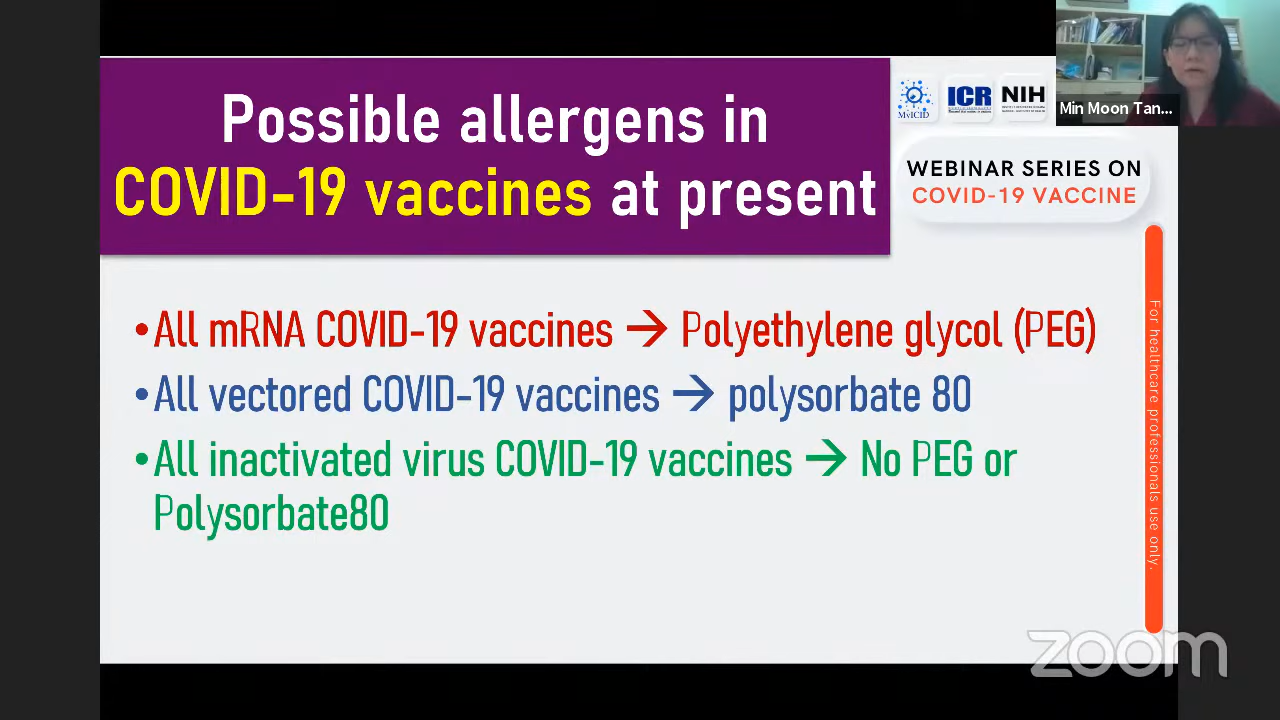 Possible allergens in
COVID-19 vaccines at present
MyICID
ICR
NIH
Min Moon Tan...
WEBINAR SERIES ON
COVID-19 VACCINE
•All mRNA COVID-19 vaccines → Polyethylene glycol (PEG)
•All vectored COVID-19 vaccines → polysorbate 80
•All inactivated virus COVID-19 vaccines → No PEG or
Polysorbate80
For healthcare professionals use only.
zoom